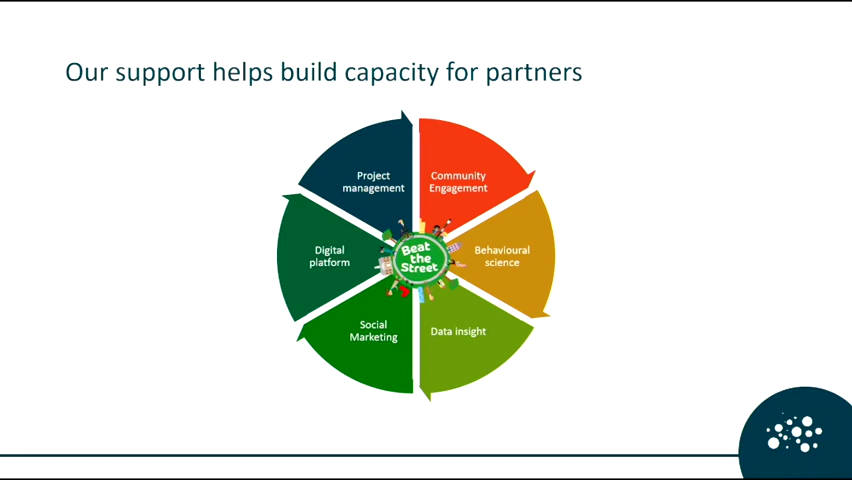 Our support helps build capacity for partners
Project
management
Community
Engagement
Digital
platform
Beat
the
Street
Behavioural
science
Social
Marketing
Data insight